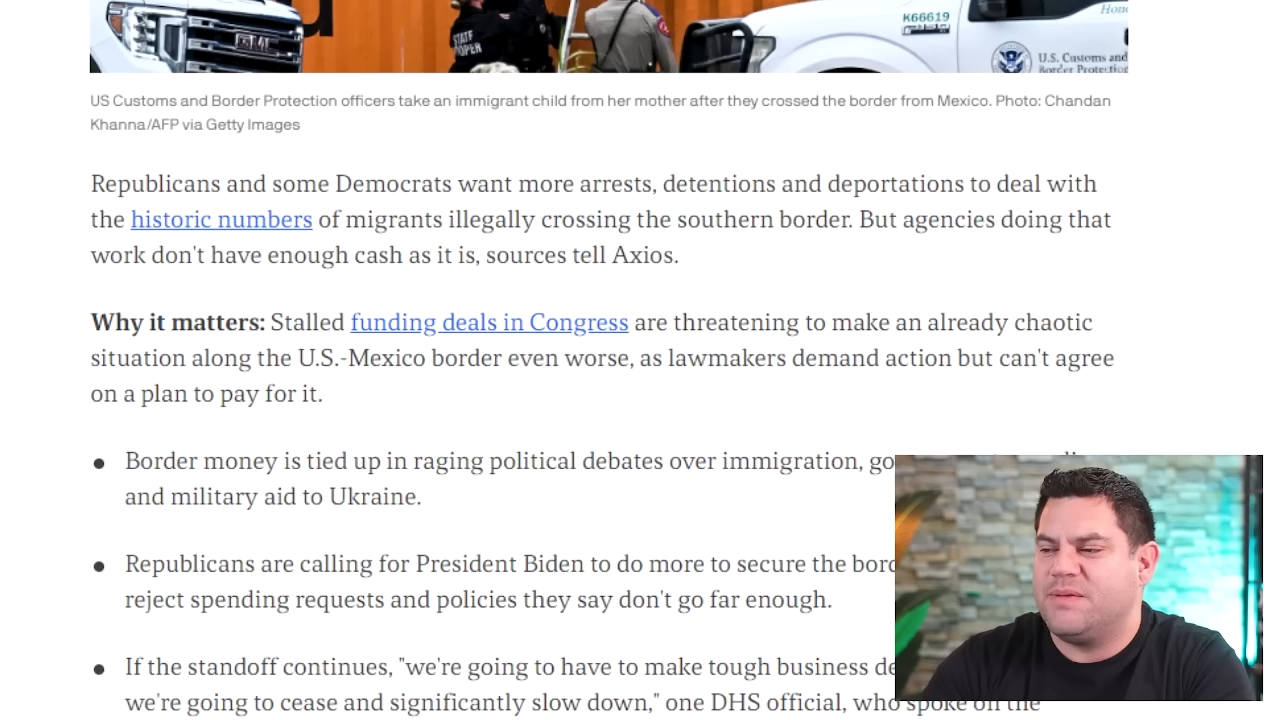 K66619
STATE
U.S. Customs and
Border Protection
US Customs and Border Protection officers take an immigrant child from her mother after they crossed the border from Mexico. Photo: Chandan
Khanna/AFP via Getty Images
Republicans and some Democrats want more arrests, detentions and deportations to deal with
the historic numbers of migrants illegally crossing the southern border. But agencies doing that
work don't have enough cash as it is, sources tell Axios.
Why it matters: Stalled funding deals in Congress are threatening to make an already chaotic
situation along the U.S.-Mexico border even worse, as lawmakers demand action but can't agree
on a plan to pay for it.
Border money is tied up in raging political debates over immigration, go
and military aid to Ukraine.
Republicans are calling for President Biden to do more to secure the bor
reject spending requests and policies they say don't go far enough.
If the standoff continues, "we're going to have to make tough business de
we're going to cease and significantly slow down," one DHS official, who spoke on the